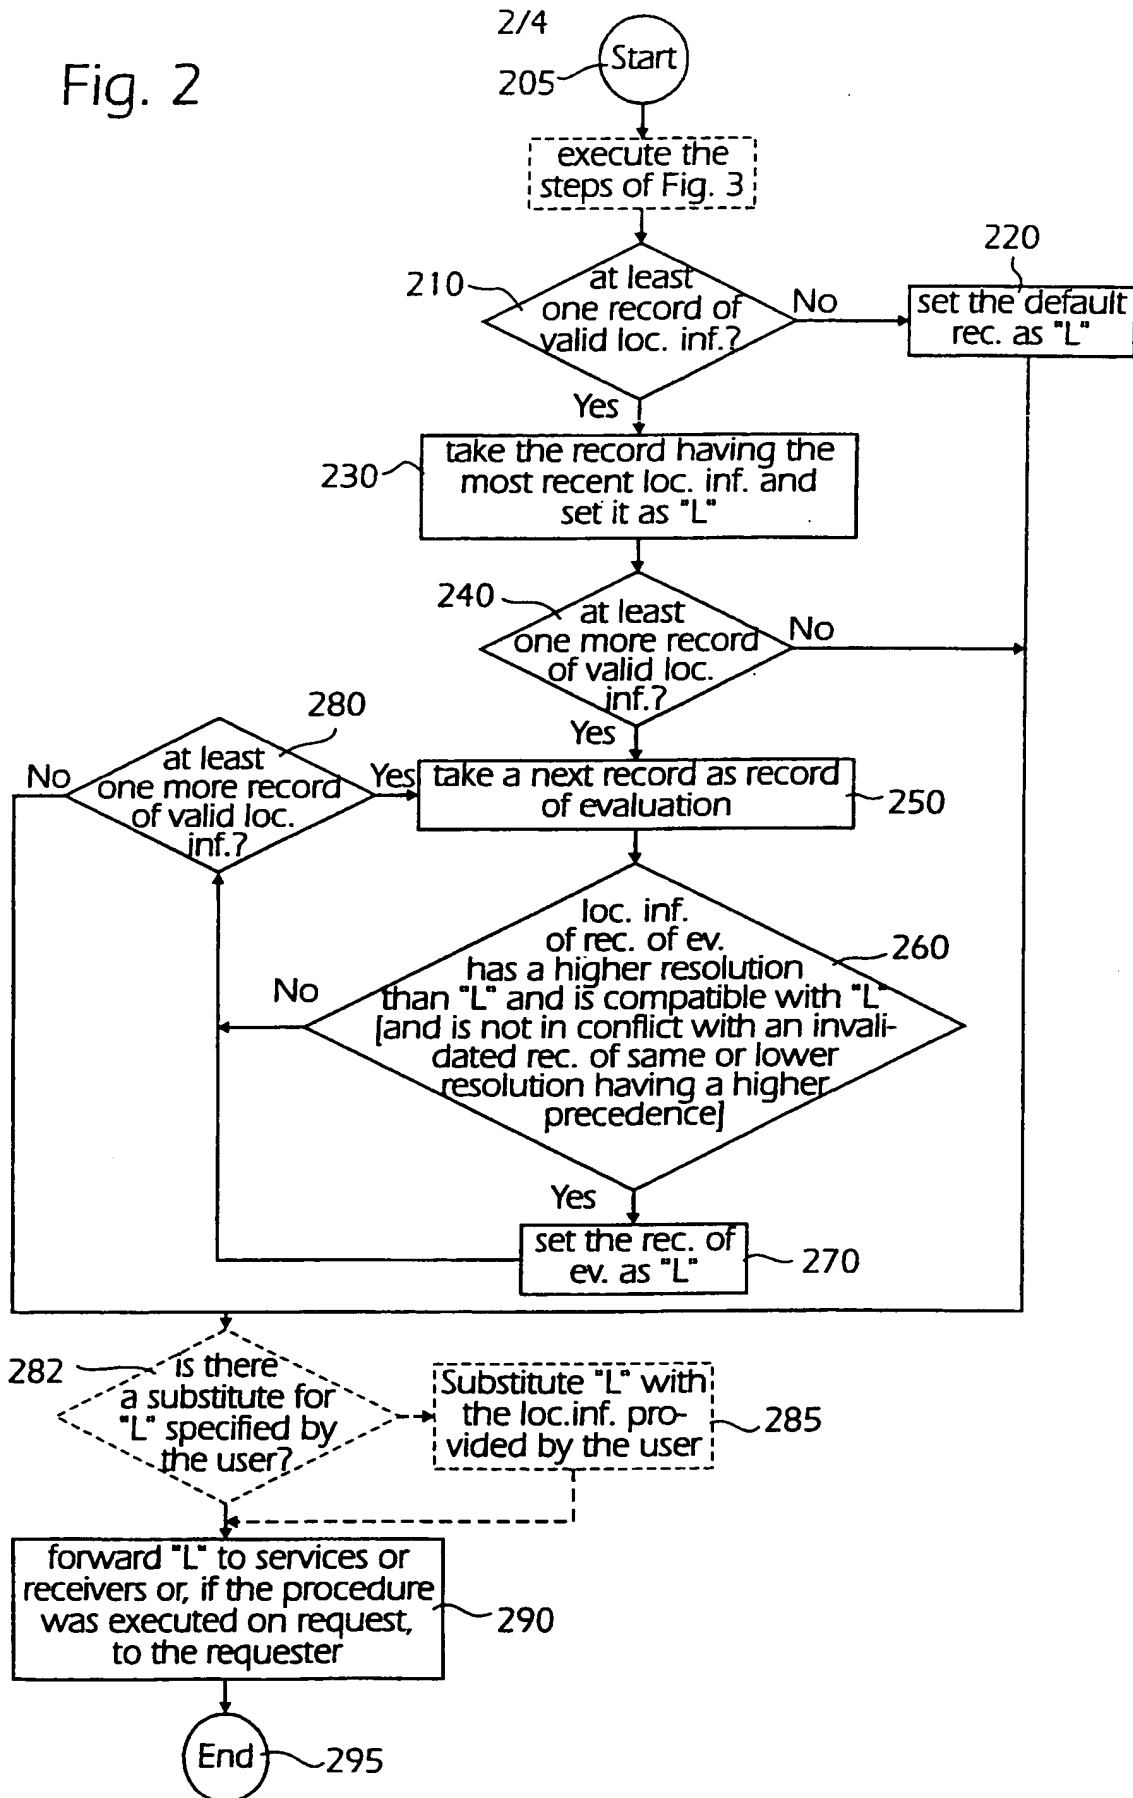 2/4
Fig. 2
Start
205
execute the
steps of Fig. 3
210
at least
one record of
valid loc. inf.?
No
220
set the default
rec. as "L"
Yes
230
take the record having the
most recent loc. inf. and
set it as "L"
240
at least
one more record
of valid loc.
inf.?
No
Yes
280
at least
one more record
of valid loc.
inf.?
No
Yes
take a next record as record
of evaluation
250
loc. inf.
of rec. of ev.
has a higher resolution
than "L" and is compatible with "L"
[and is not in conflict with an invali-
dated rec. of same or lower
resolution having a higher
precedence]
260
No
Yes
set the rec. of
ev. as "L"
270
282
is there
a substitute for
"L" specified by
the user?
Substitute "L" with
the loc.inf. pro-
vided by the user
285
forward "L" to services or
receivers or, if the procedure
was executed on request,
to the requester
290
End
295